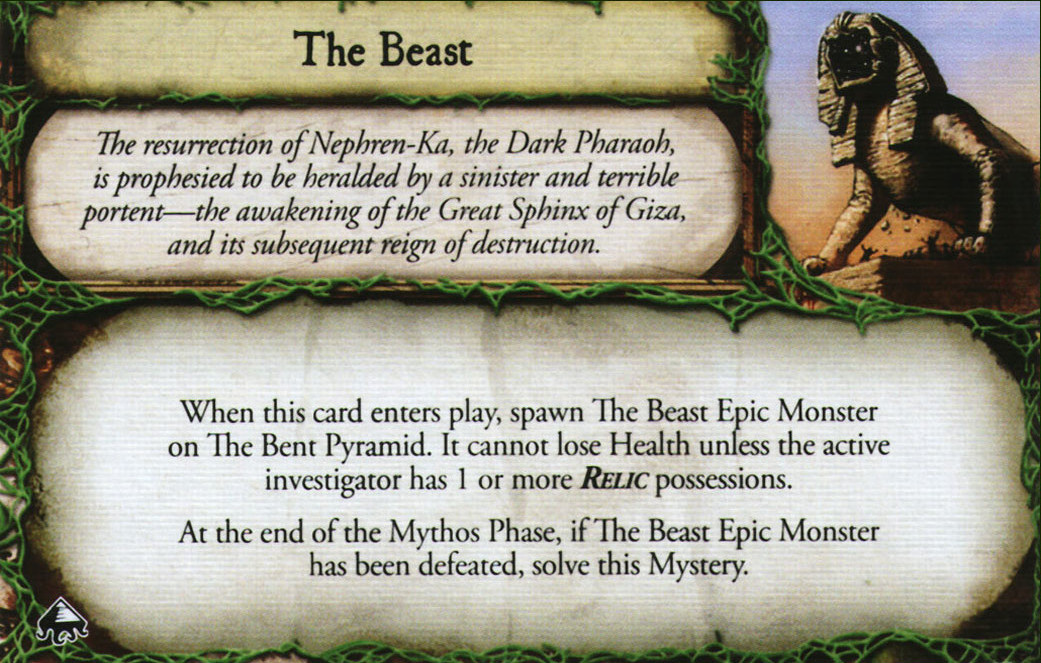 The Beast
The resurrection of Nephren-Ka, the Dark Pharaoh,
is prophesied to be heralded by a sinister and terrible
portent—the awakening of the Great Sphinx of Giza,
and its subsequent reign of destruction.
When this card enters play, spawn The Beast Epic Monster
on The Bent Pyramid. It cannot lose Health unless the active
investigator has 1 or more RELIC possessions.
At the end of the Mythos Phase, if The Beast Epic Monster
has been defeated, solve this Mystery.